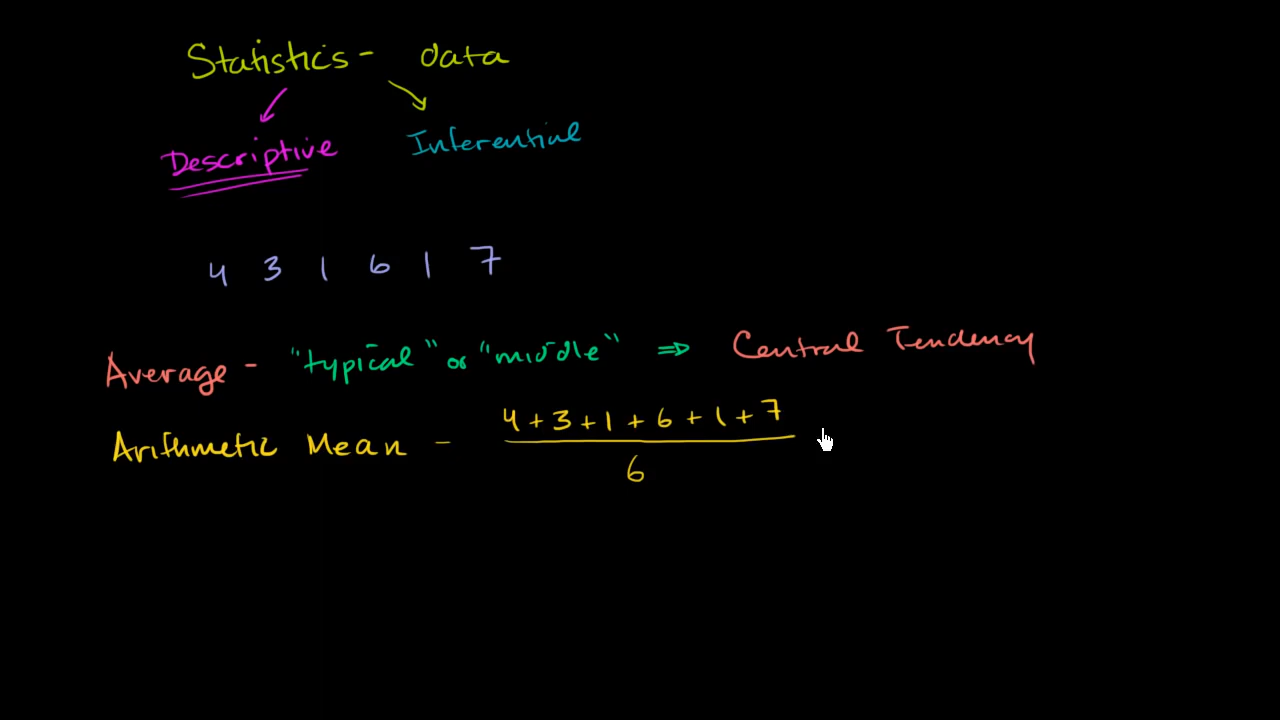 Statistics - data
Descriptive Inferential
4 3 1 6 1 7
Average - "typical" or "middle" ⇒ Central Tendency
4 + 3 + 1 + 6 + 1 + 7
Arithmetic Mean -
6